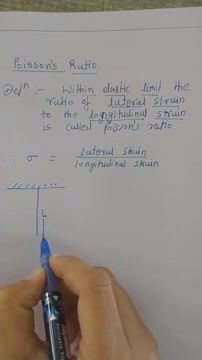 Poisson's Ratio.
Defn :- Within elastic limit the
ratio of lateral strain
to the longitudinal strain
is called poision's ratio.
∴ σ = lateral strain
longitudinal strain
L